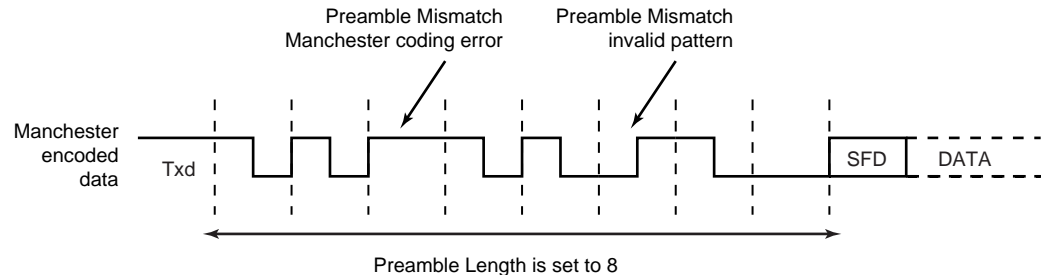 Preamble Mismatch
Manchester coding error
Preamble Mismatch
invalid pattern
Manchester
encoded
data
Txd
SFD
DATA
Preamble Length is set to 8